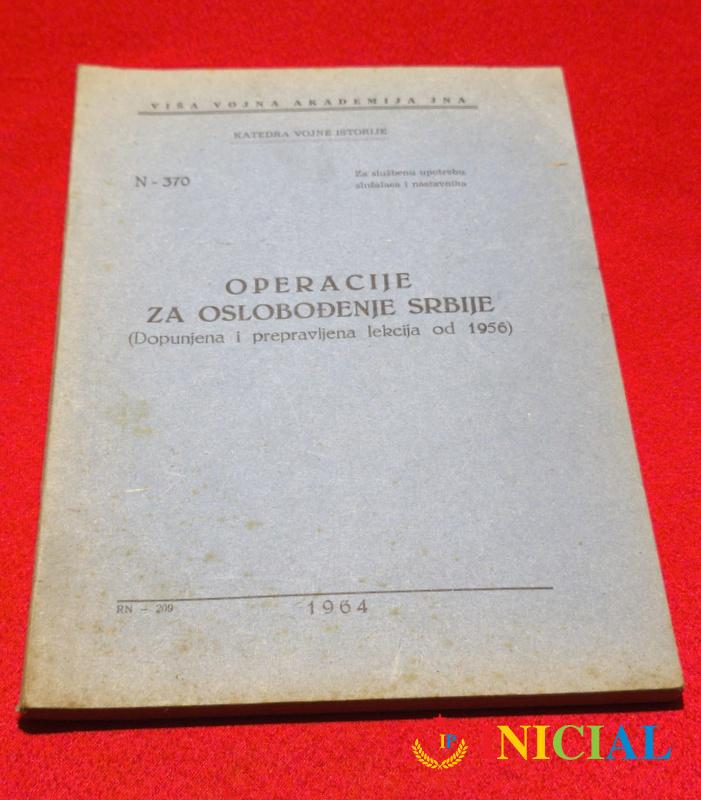 VIŠA VOJNA AKADEMIJA JNA
KATEDRA VOJNE ISTORIJE
N - 370
Za službenu upotrebu
slušalaca i nastavnika
OPERACIJE
ZA OSLOBOĐENJE SRBIJE
(Dopunjena i prepravljena lekcija od 1956)
RN - 209
1964
IP NICIAL